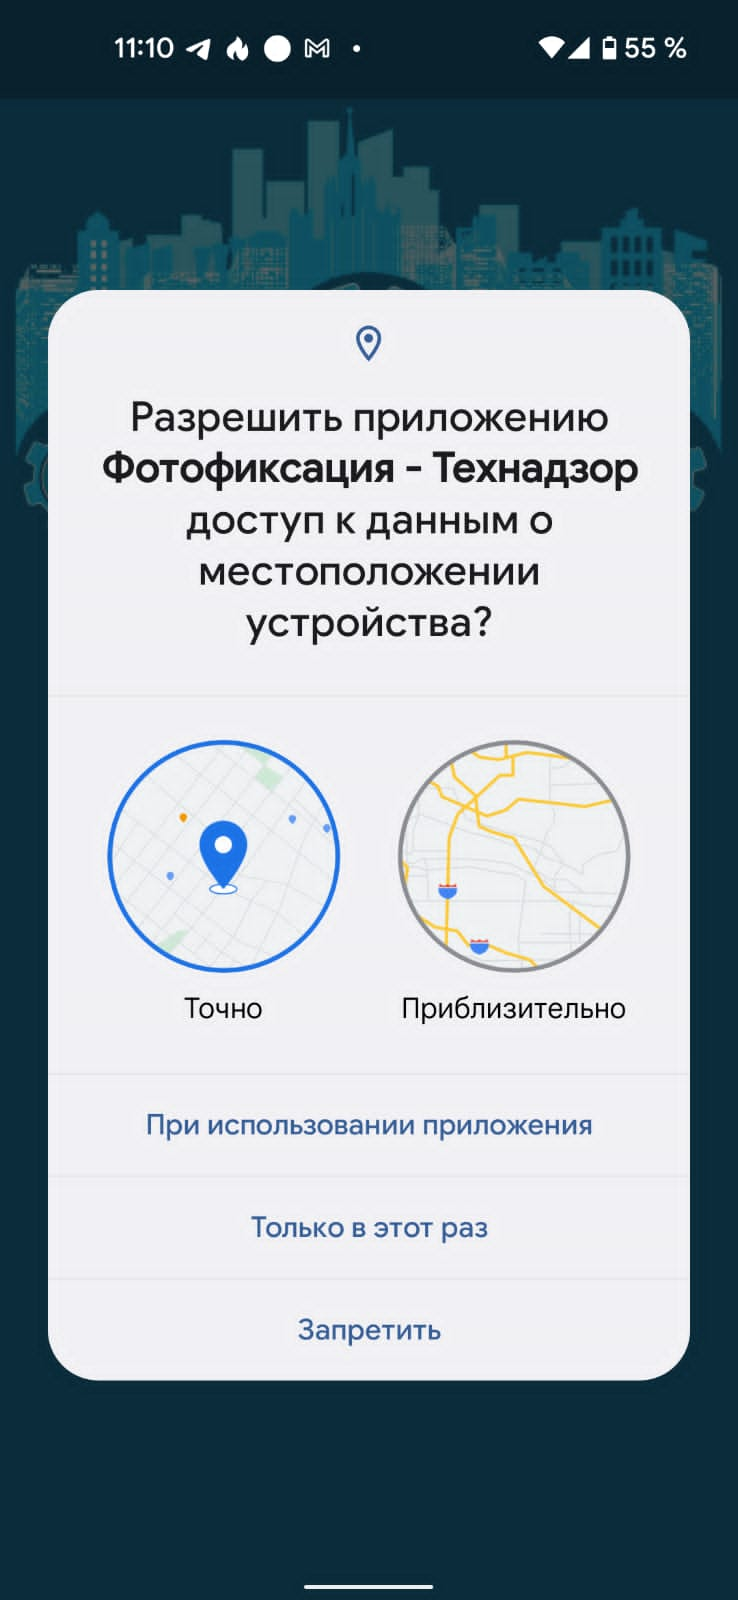 11:10 55 %
Разрешить приложению
Фотофиксация - Технадзор
доступ к данным о
местоположении
устройства?
Точно
Приблизительно
При использовании приложения
Только в этот раз
Запретить